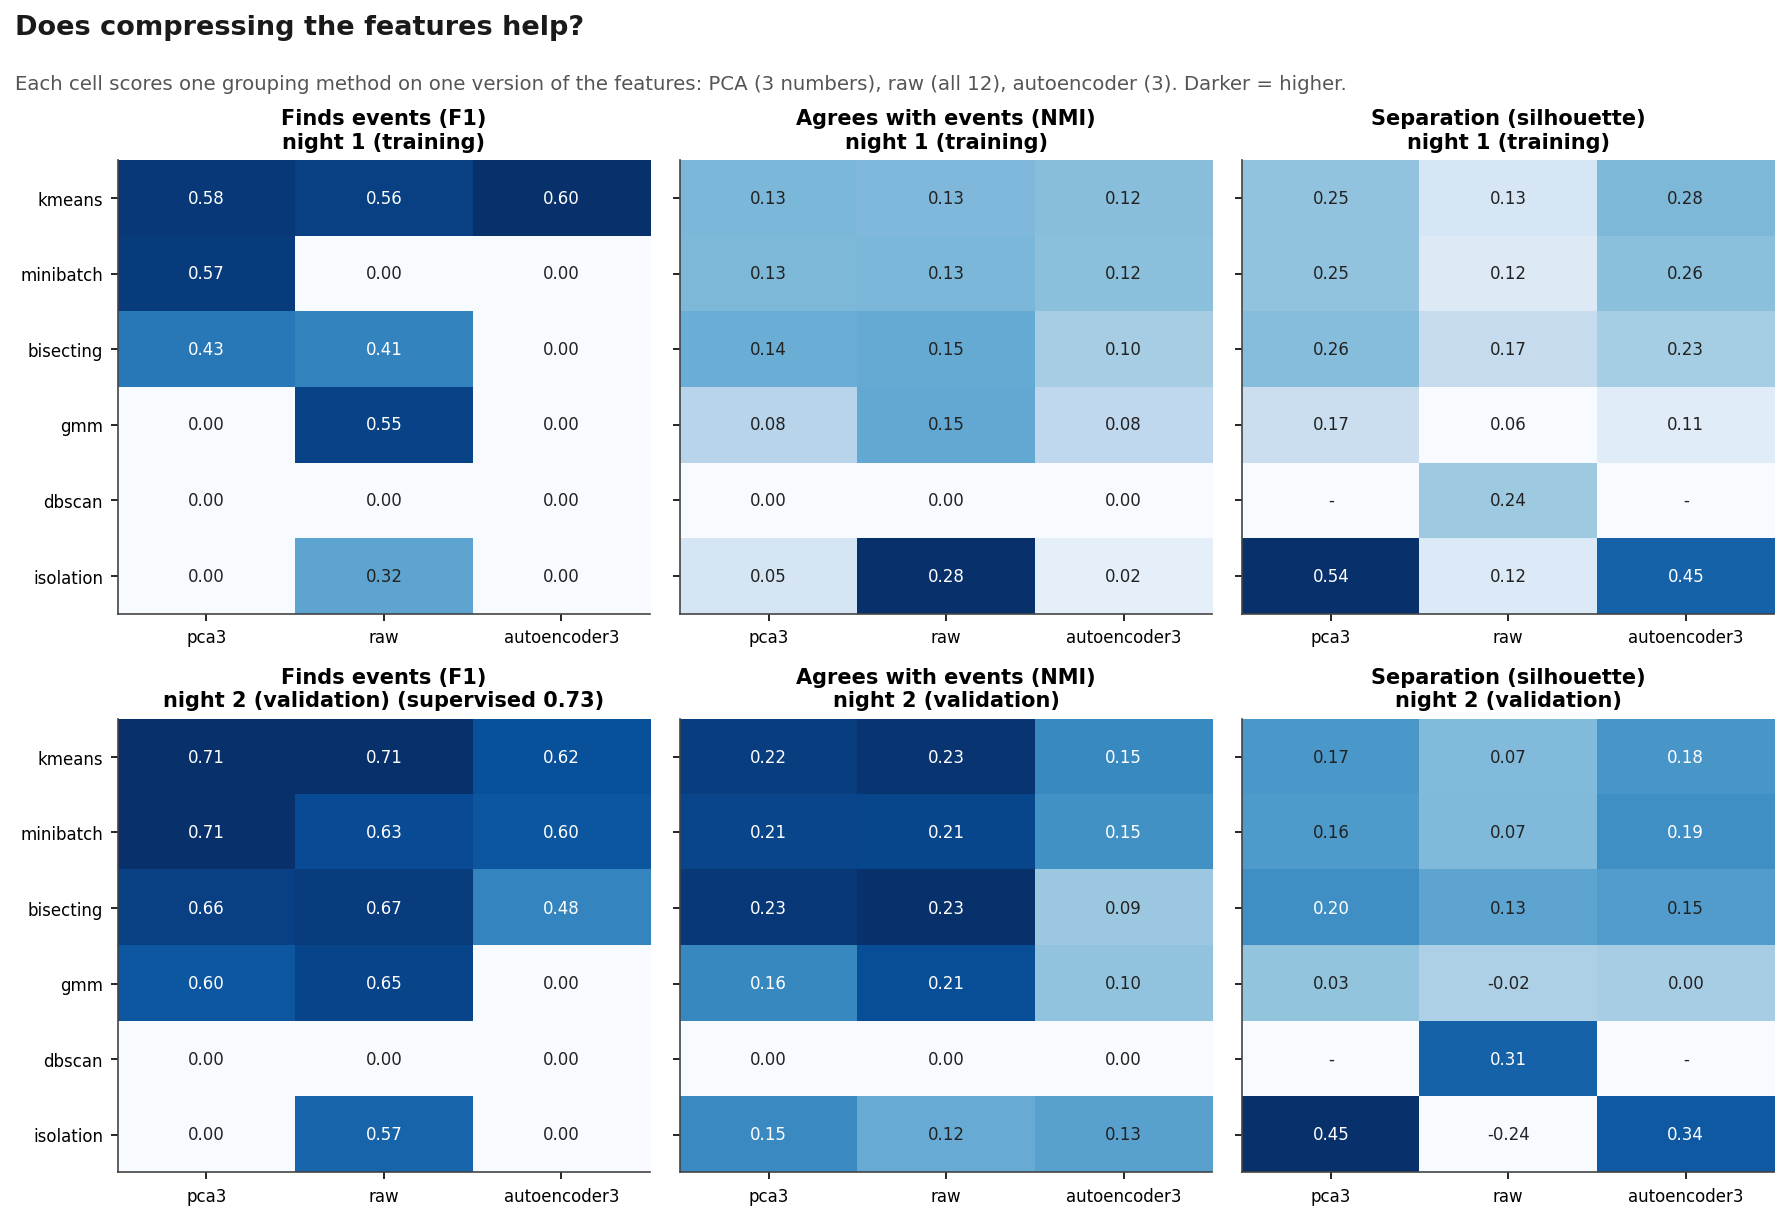 Does compressing the features help?
Each cell scores one grouping method on one version of the features: PCA (3 numbers), raw (all 12), autoencoder (3). Darker = higher.
Finds events (F1)
night 1 (training)
kmeans 0.58 0.56 0.60
minibatch 0.57 0.00 0.00
bisecting 0.43 0.41 0.00
gmm 0.00 0.55 0.00
dbscan 0.00 0.00 0.00
isolation 0.00 0.32 0.00
pca3 raw autoencoder3
Agrees with events (NMI)
night 1 (training)
0.13 0.13 0.12
0.13 0.13 0.12
0.14 0.15 0.10
0.08 0.15 0.08
0.00 0.00 0.00
0.05 0.28 0.02
pca3 raw autoencoder3
Separation (silhouette)
night 1 (training)
0.25 0.13 0.28
0.25 0.12 0.26
0.26 0.17 0.23
0.17 0.06 0.11
- 0.24 -
0.54 0.12 0.45
pca3 raw autoencoder3
Finds events (F1)
night 2 (validation) (supervised 0.73)
kmeans 0.71 0.71 0.62
minibatch 0.71 0.63 0.60
bisecting 0.66 0.67 0.48
gmm 0.60 0.65 0.00
dbscan 0.00 0.00 0.00
isolation 0.00 0.57 0.00
pca3 raw autoencoder3
Agrees with events (NMI)
night 2 (validation)
0.22 0.23 0.15
0.21 0.21 0.15
0.23 0.23 0.09
0.16 0.21 0.10
0.00 0.00 0.00
0.15 0.12 0.13
pca3 raw autoencoder3
Separation (silhouette)
night 2 (validation)
0.17 0.07 0.18
0.16 0.07 0.19
0.20 0.13 0.15
0.03 -0.02 0.00
- 0.31 -
0.45 -0.24 0.34
pca3 raw autoencoder3